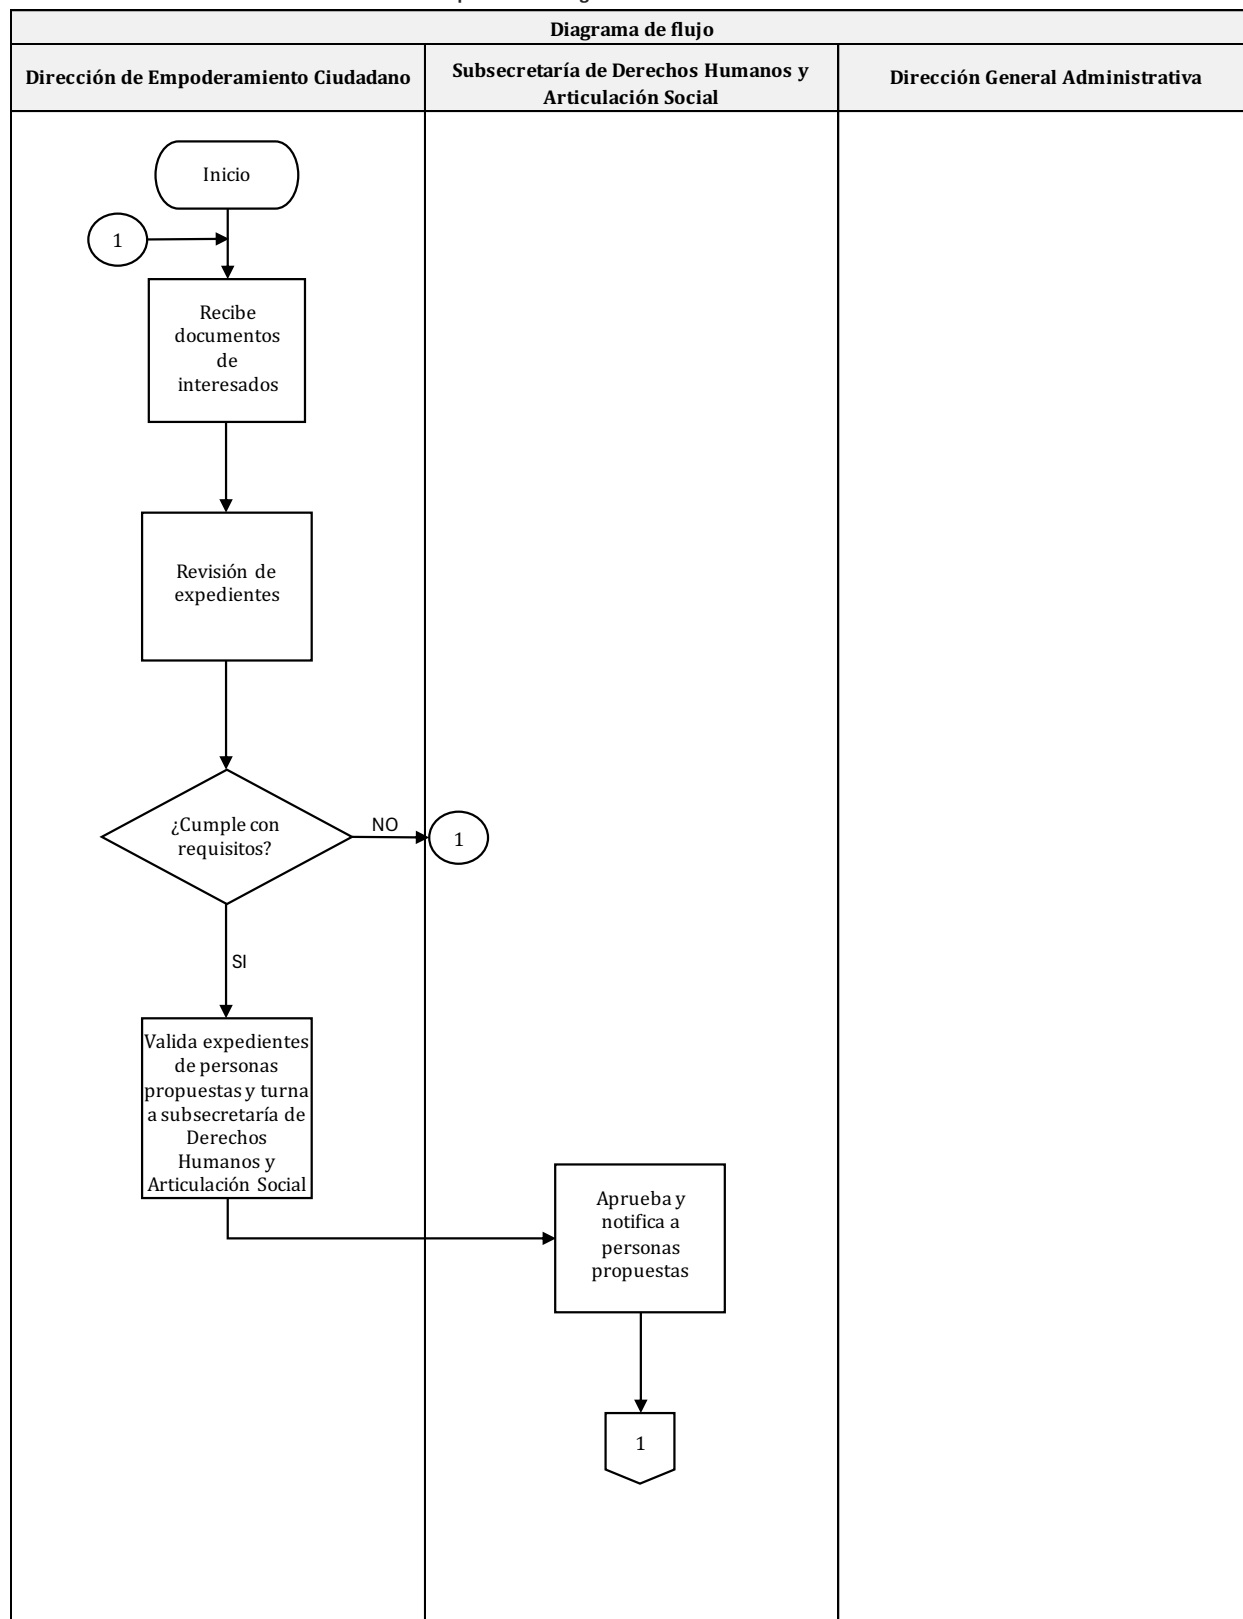 Diagrama de flujo
Dirección de Empoderamiento Ciudadano
Subsecretaría de Derechos Humanos y
Articulación Social
Dirección General Administrativa
Inicio
1
Recibe
documentos
de
interesados
Revisión de
expedientes
¿Cumple con
requisitos?
NO
1
SI
Valida expedientes
de personas
propuestas y turna
a subsecretaría de
Derechos
Humanos y
Articulación Social
Aprueba y
notifica a
personas
propuestas
1